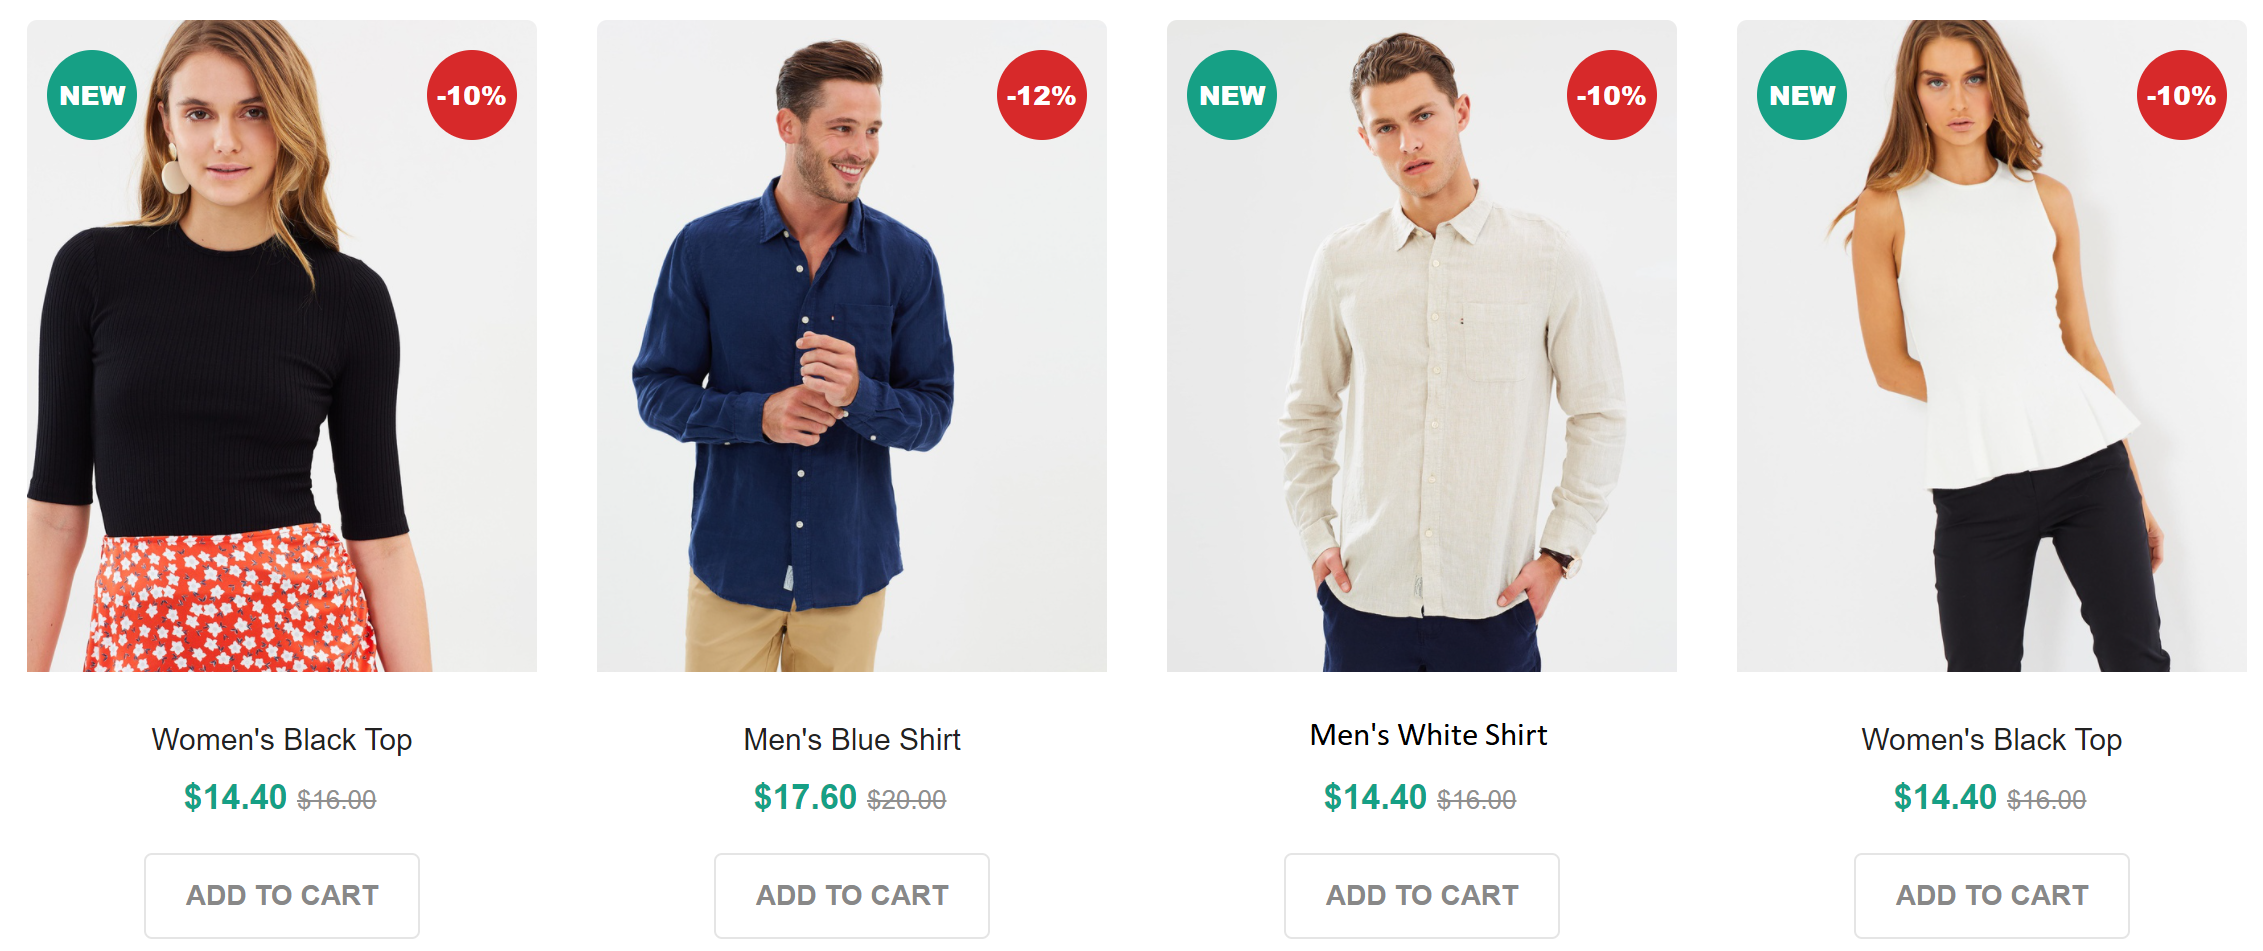 NEW
-10%
Women's Black Top
$14.40 $16.00
ADD TO CART
-12%
Men's Blue Shirt
$17.60 $20.00
ADD TO CART
NEW
-10%
Men's White Shirt
$14.40 $16.00
ADD TO CART
NEW
-10%
Women's Black Top
$14.40 $16.00
ADD TO CART